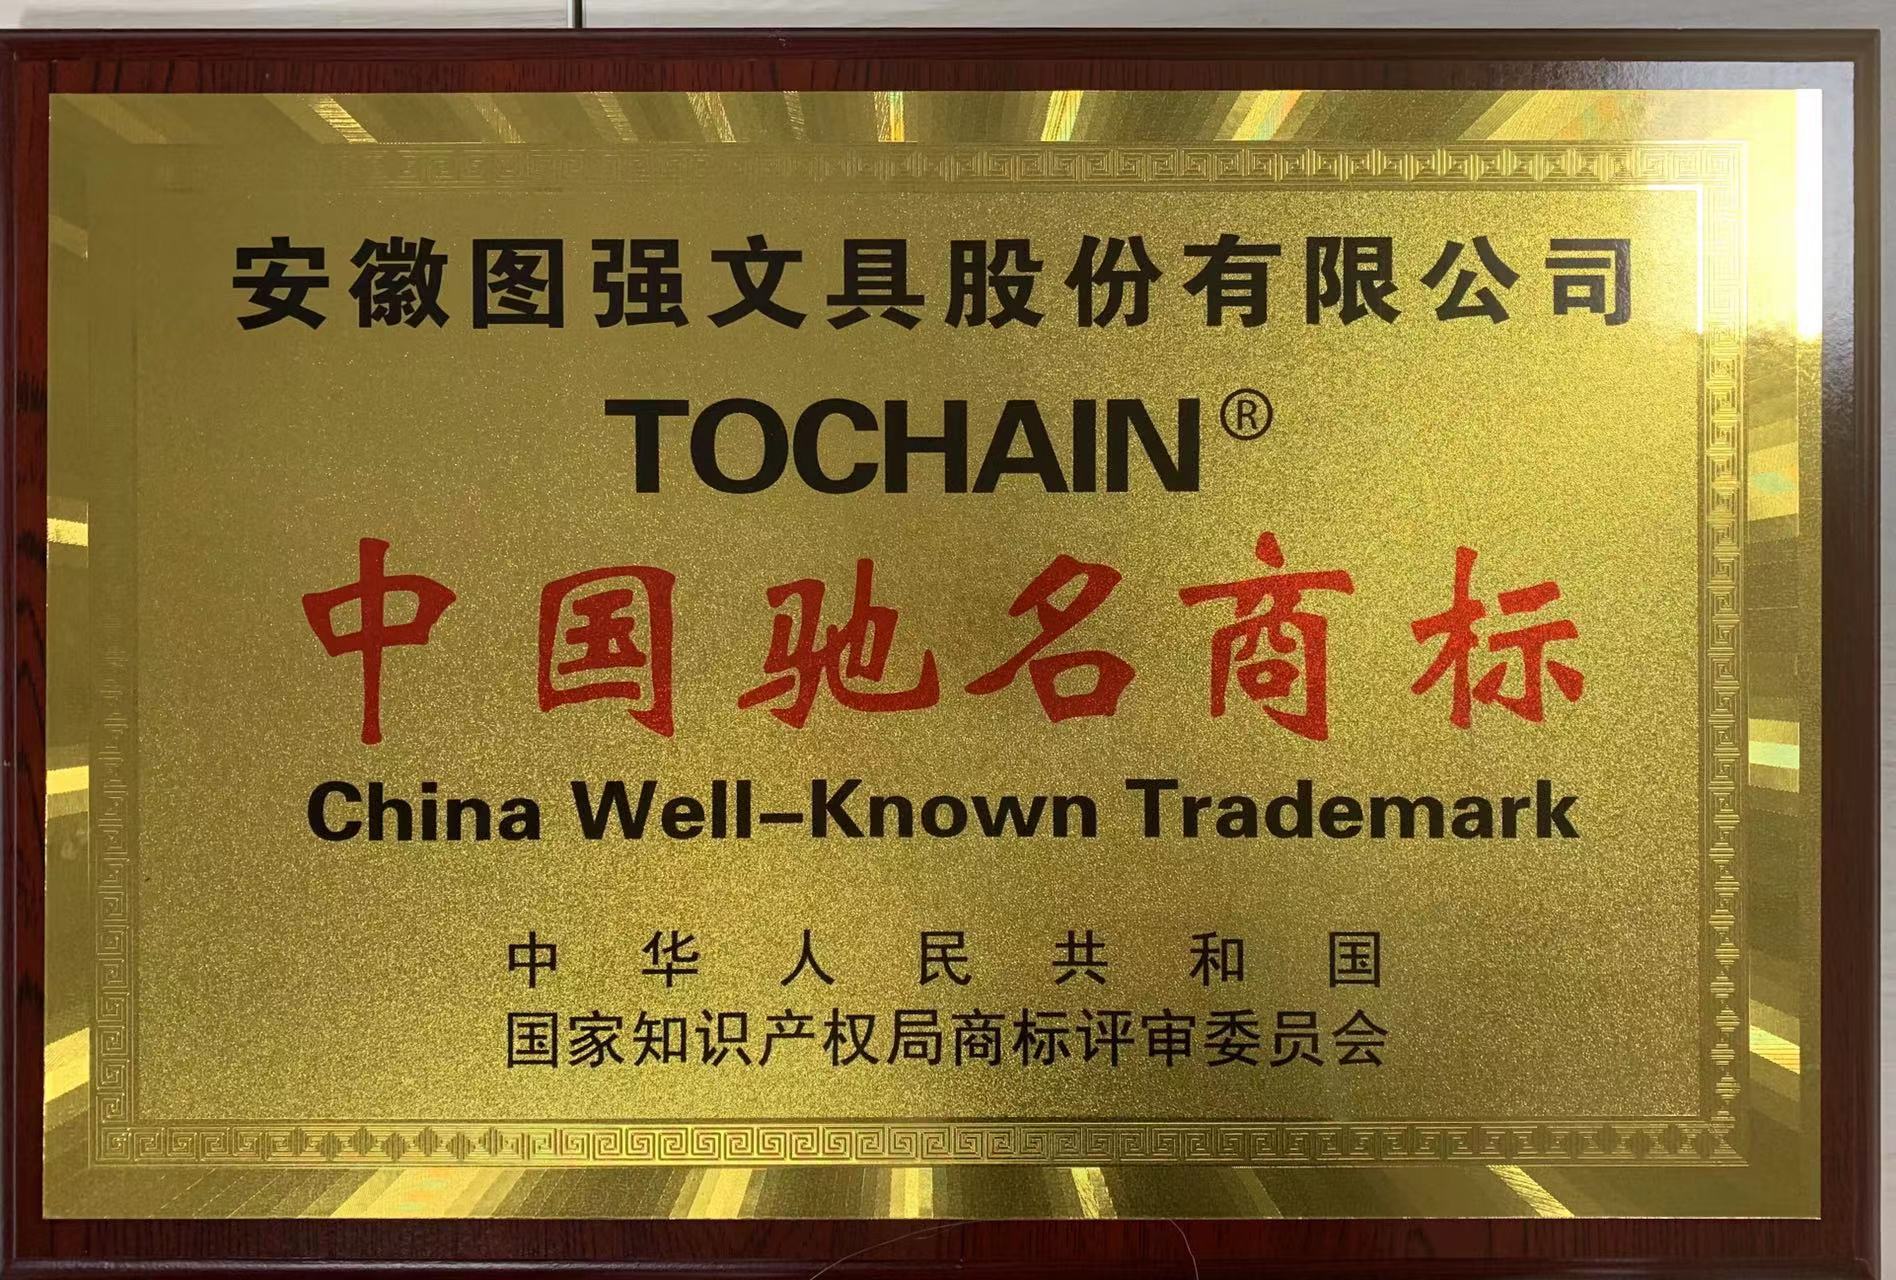 安徽图强文具股份有限公司
TOCHAIN®
中国驰名商标
China Well-Known Trademark
中华人民共和国
国家知识产权局商标评审委员会